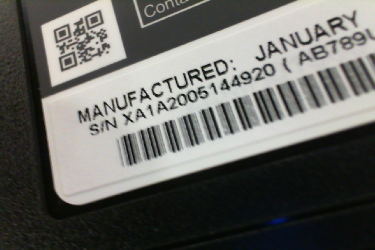 Conta
MANUFACTURED: JANUARY
S/N XA1A2005144920 ( AB789U